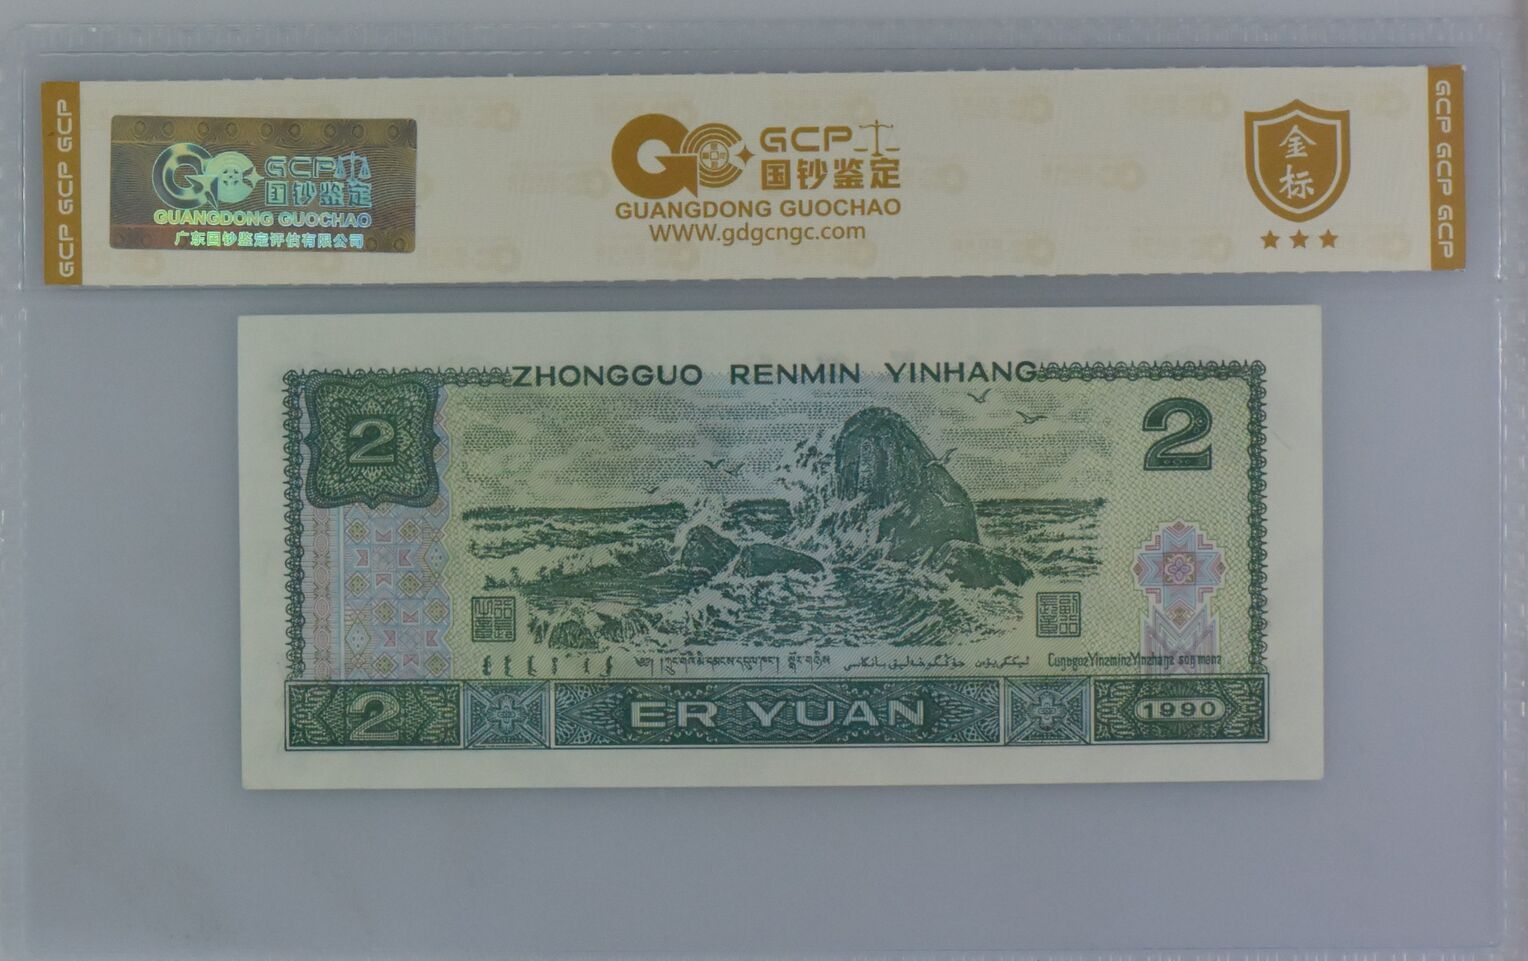 GCP GCP GCP
GCP
国钞鉴定
GUANGDONG GUOCHAO
广东国钞鉴定评估有限公司
GCP
国钞鉴定
GUANGDONG GUOCHAO
WWW.gdgcngc.com
金标
GCP GCP GCP
ZHONGGUO RENMIN YINHANG
2
2
2
ER YUAN
1990